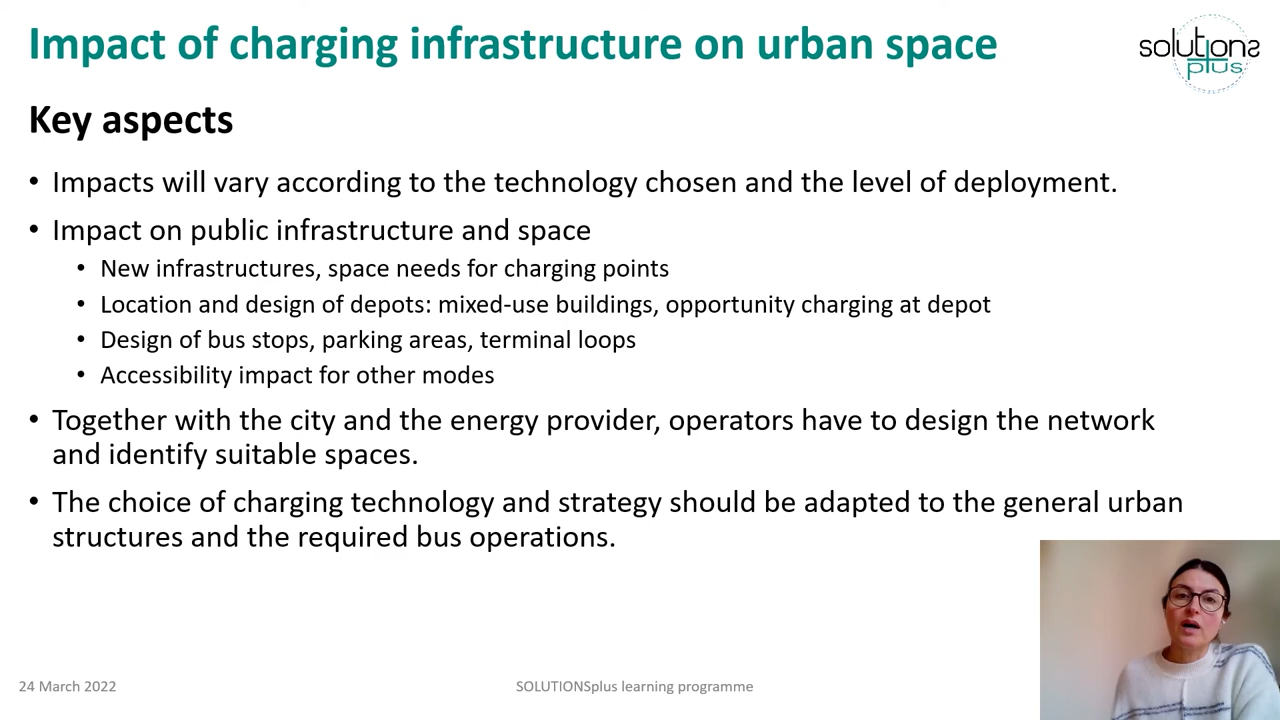 Impact of charging infrastructure on urban space
solutions
plus
Key aspects
• Impacts will vary according to the technology chosen and the level of deployment.
• Impact on public infrastructure and space
• New infrastructures, space needs for charging points
• Location and design of depots: mixed-use buildings, opportunity charging at depot
• Design of bus stops, parking areas, terminal loops
• Accessibility impact for other modes
• Together with the city and the energy provider, operators have to design the network
and identify suitable spaces.
• The choice of charging technology and strategy should be adapted to the general urban
structures and the required bus operations.
24 March 2022
SOLUTIONSplus learning programme